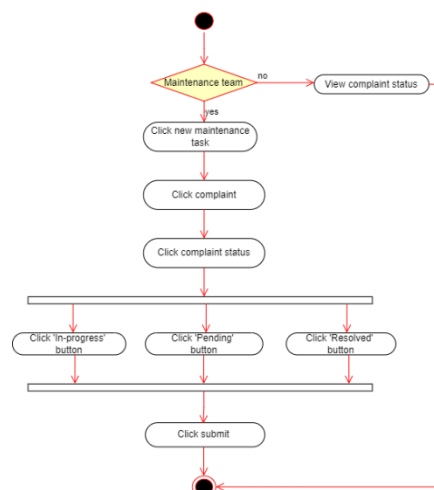 Maintenance team
no
View complaint status
yes
Click new maintenance
task
Click complaint
Click complaint status
Click 'In-progress'
button
Click 'Pending'
button
Click 'Resolved'
button
Click submit